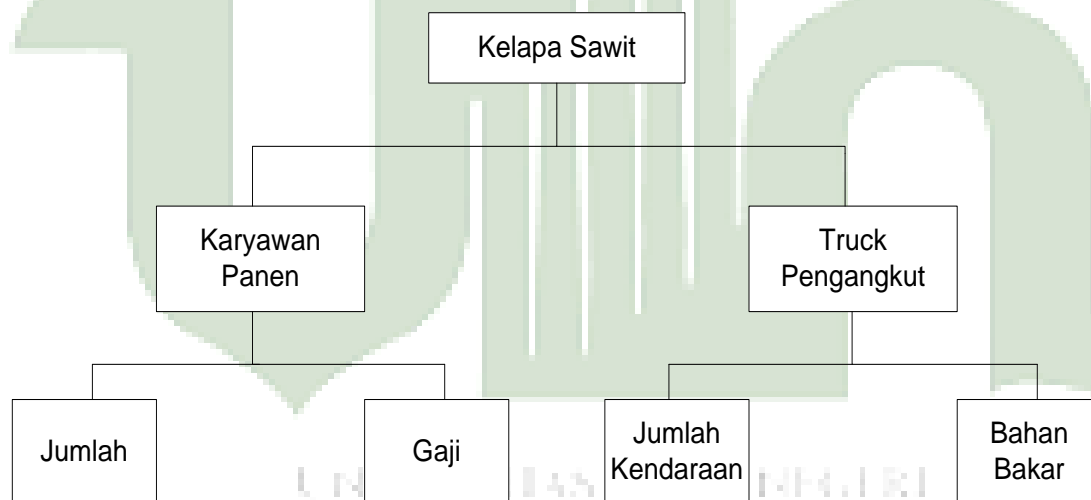 Kelapa Sawit
Karyawan
Panen
Truck
Pengangkut
Jumlah
Gaji
Jumlah
Kendaraan
Bahan
Bakar